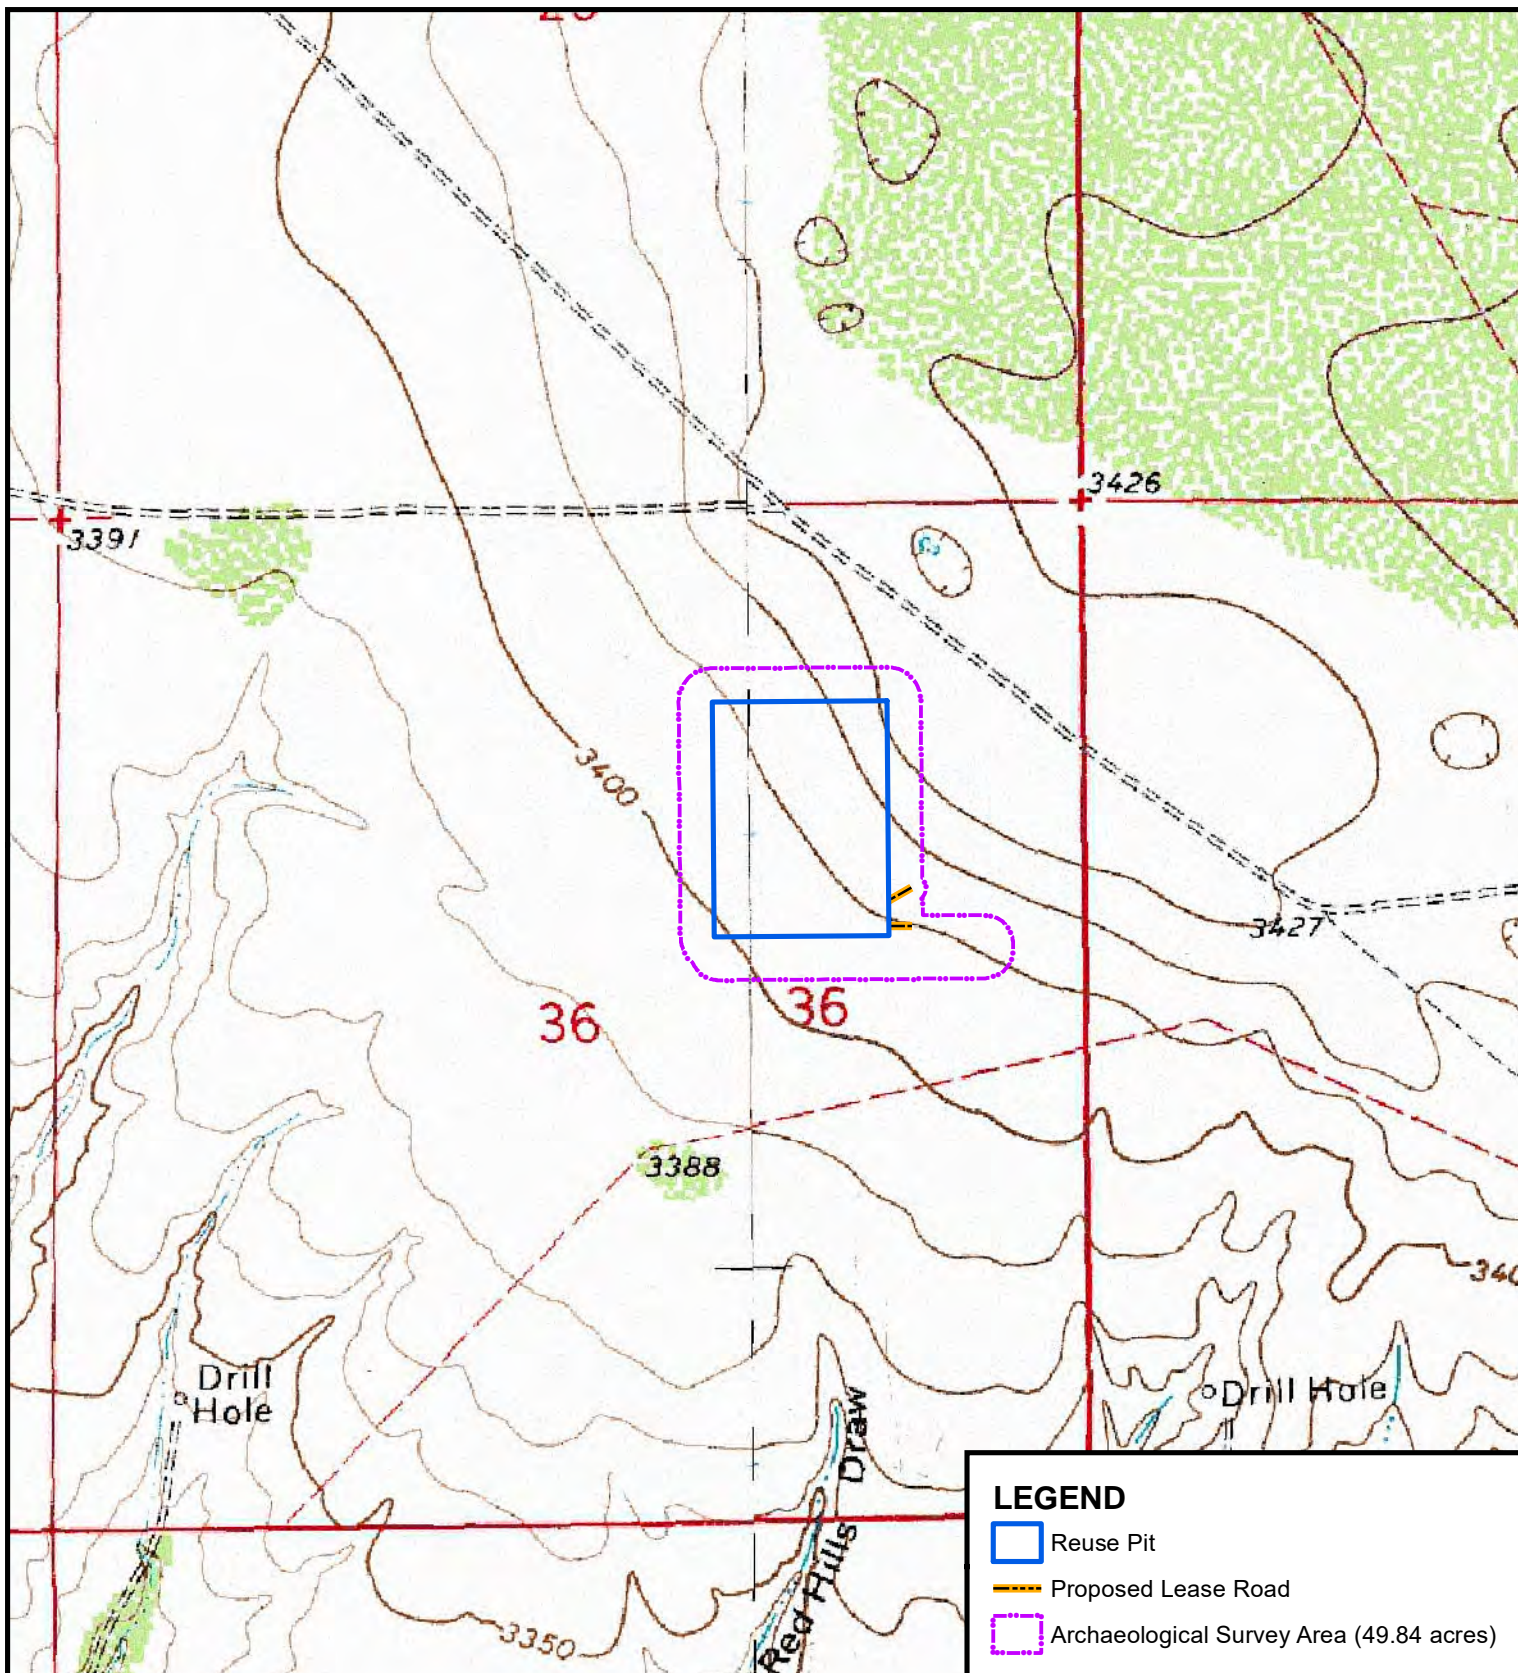 3426
3391
3400
3427
36
36
3388
340
Drill
Hole
Drill Hole
Red Hills Draw
3350
LEGEND
Reuse Pit
Proposed Lease Road
Archaeological Survey Area (49.84 acres)